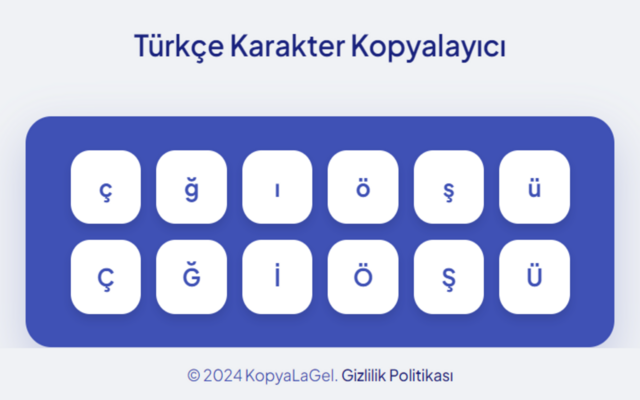 Türkçe Karakter Kopyalayıcı
ç ğ ı ö ş ü
Ç Ğ İ Ö Ş Ü
© 2024 KopyaLaGel. Gizlilik Politikası